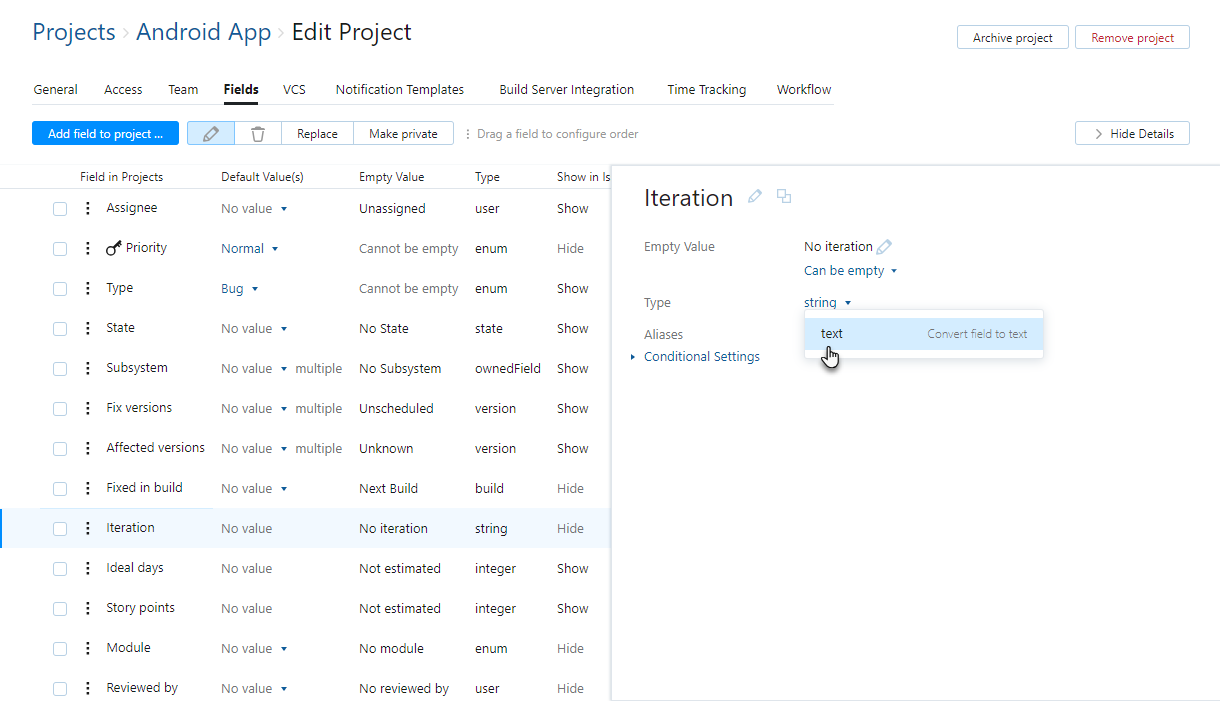 Projects › Android App › Edit Project
Archive project
Remove project
General Access Team Fields VCS Notification Templates Build Server Integration Time Tracking Workflow
Add field to project ... Replace Make private Drag a field to configure order
Hide Details
Field in Projects Default Value(s) Empty Value Type Show in Is
Assignee No value Unassigned user Show
Priority Normal Cannot be empty enum Hide
Type Bug Cannot be empty enum Show
State No value No State state Show
Subsystem No value multiple No Subsystem ownedField Show
Fix versions No value multiple Unscheduled version Show
Affected versions No value multiple Unknown version Show
Fixed in build No value Next Build build Hide
Iteration No value No iteration string Hide
Ideal days No value Not estimated integer Show
Story points No value Not estimated integer Show
Module No value No module enum Hide
Reviewed by No value No reviewed by user Hide
Iteration
Empty Value No iteration
Can be empty
Type string
text Convert field to text
Aliases
Conditional Settings